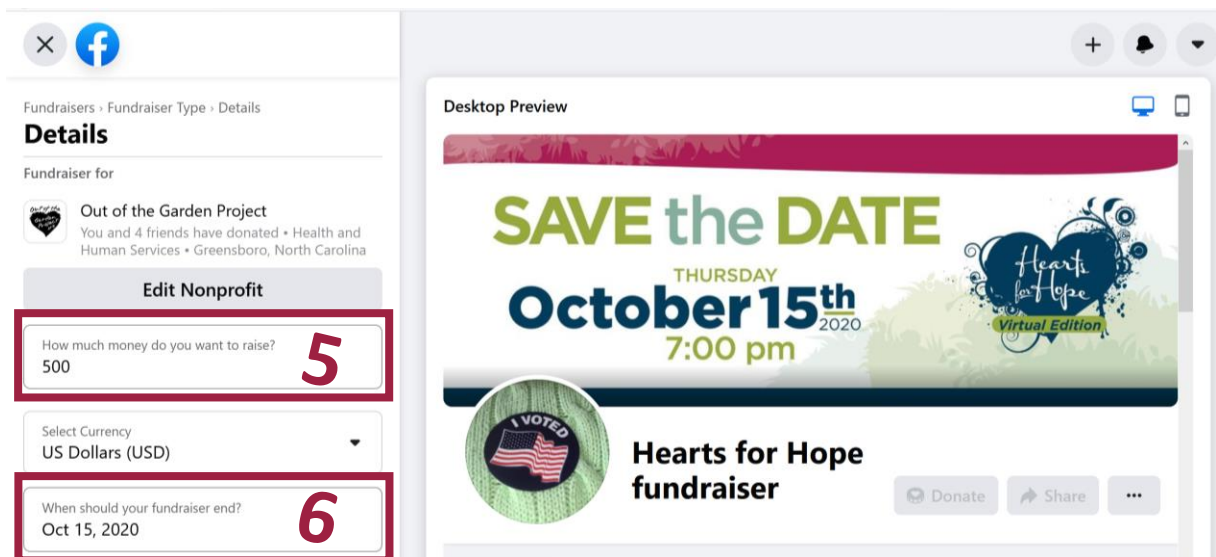 Fundraisers › Fundraiser Type › Details
Details
Fundraiser for
Out of the Garden Project
You and 4 friends have donated • Health and
Human Services • Greensboro, North Carolina
Edit Nonprofit
How much money do you want to raise?
500
5
Select Currency
US Dollars (USD)
When should your fundraiser end?
Oct 15, 2020
6
Desktop Preview
SAVE the DATE
THURSDAY
October 15th
2020
7:00 pm
Hearts
for Hope
Virtual Edition
I VOTED
Hearts for Hope
fundraiser
Donate
Share